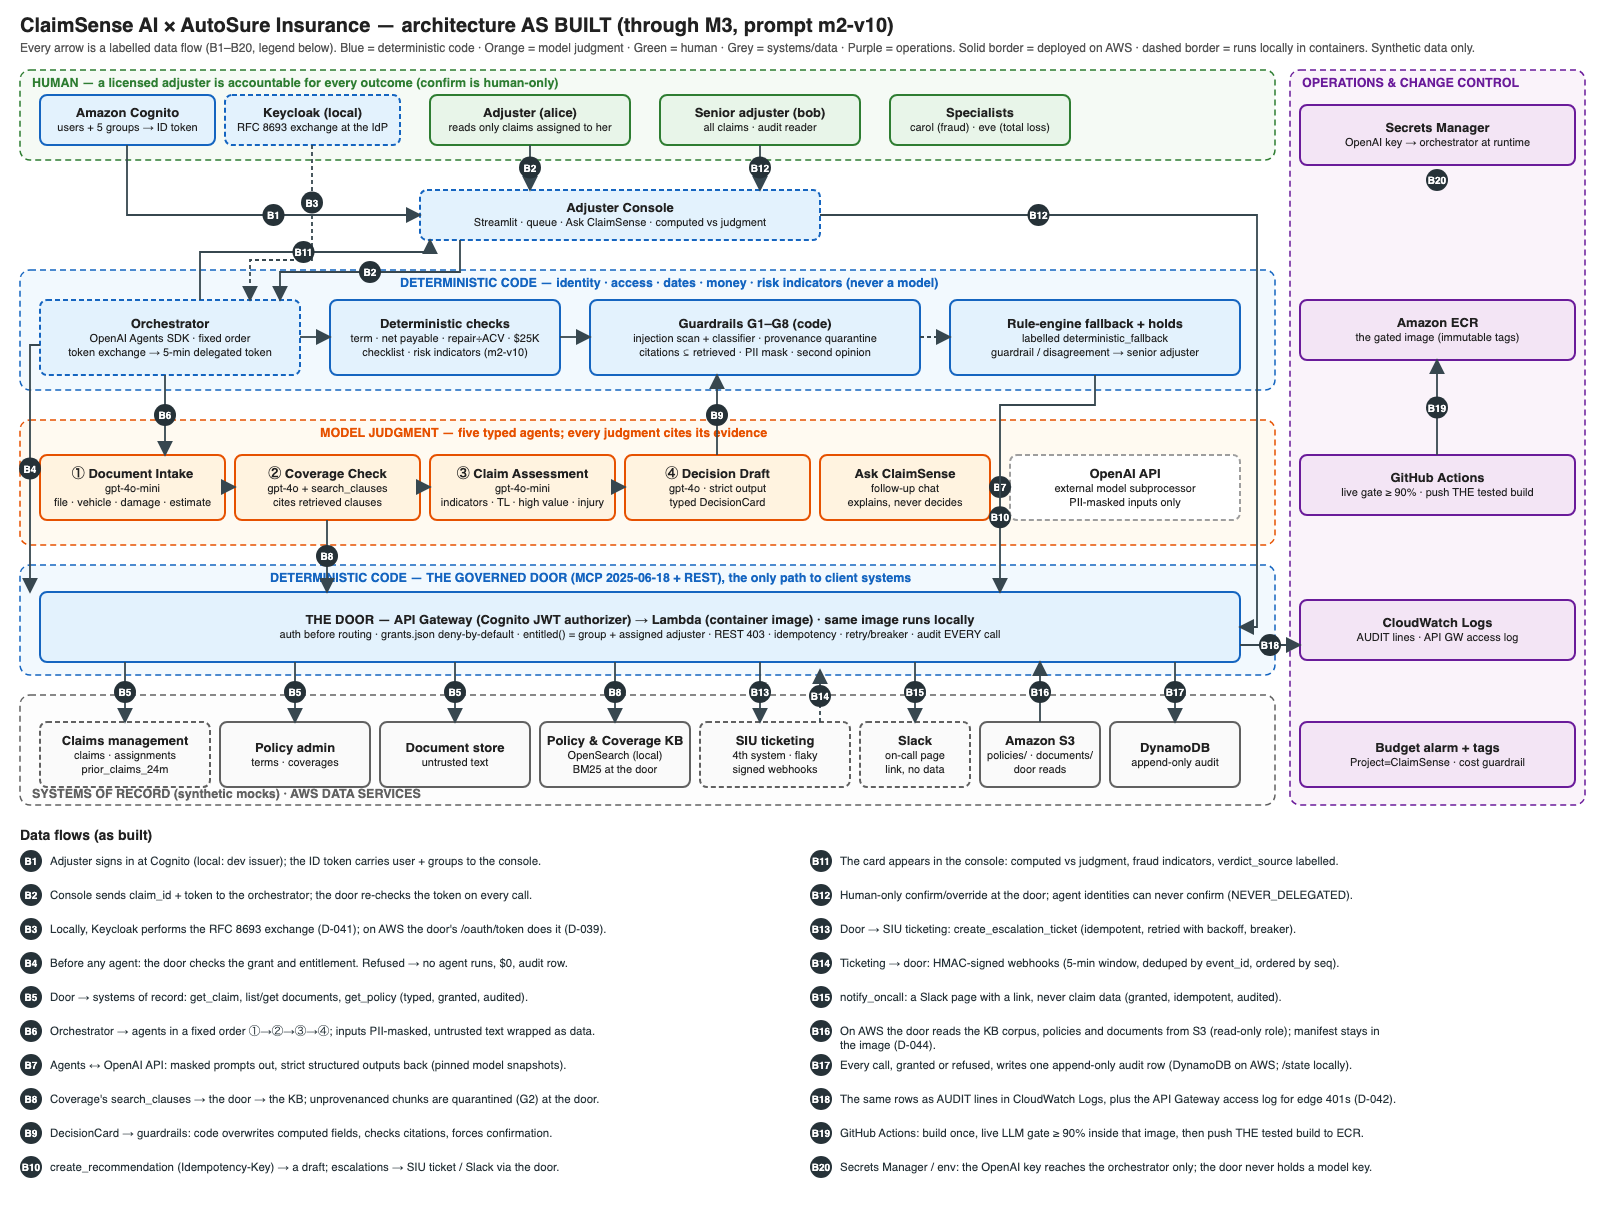 ClaimSense AI × AutoSure Insurance — architecture AS BUILT (through M3, prompt m2-v10)
Every arrow is a labelled data flow (B1–B20, legend below). Blue = deterministic code · Orange = model judgment · Green = human · Grey = systems/data · Purple = operations. Solid border = deployed on AWS · dashed border = runs locally in containers. Synthetic data only.
HUMAN — a licensed adjuster is accountable for every outcome (confirm is human-only)
OPERATIONS & CHANGE CONTROL
Amazon Cognito
users + 5 groups → ID token
Keycloak (local)
RFC 8693 exchange at the IdP
Adjuster (alice)
reads only claims assigned to her
Senior adjuster (bob)
all claims · audit reader
Specialists
carol (fraud) · eve (total loss)
Secrets Manager
OpenAI key → orchestrator at runtime
B2
B12
B20
B3
B1
Adjuster Console
Streamlit · queue · Ask ClaimSense · computed vs judgment
B12
B11
B2
DETERMINISTIC CODE — identity · access · dates · money · risk indicators (never a model)
Orchestrator
OpenAI Agents SDK · fixed order
token exchange → 5-min delegated token
Deterministic checks
term · net payable · repair÷ACV · $25K
checklist · risk indicators (m2-v10)
Guardrails G1–G8 (code)
injection scan + classifier · provenance quarantine
citations ⊆ retrieved · PII mask · second opinion
Rule-engine fallback + holds
labelled deterministic_fallback
guardrail / disagreement → senior adjuster
Amazon ECR
the gated image (immutable tags)
B6
B9
B19
MODEL JUDGMENT — five typed agents; every judgment cites its evidence
B4
① Document Intake
gpt-4o-mini
file · vehicle · damage · estimate
② Coverage Check
gpt-4o + search_clauses
cites retrieved clauses
③ Claim Assessment
gpt-4o-mini
indicators · TL · high value · injury
④ Decision Draft
gpt-4o · strict output
typed DecisionCard
Ask ClaimSense
follow-up chat
explains, never decides
B7
B10
OpenAI API
external model subprocessor
PII-masked inputs only
GitHub Actions
live gate ≥ 90% · push THE tested build
B8
DETERMINISTIC CODE — THE GOVERNED DOOR (MCP 2025-06-18 + REST), the only path to client systems
THE DOOR — API Gateway (Cognito JWT authorizer) → Lambda (container image) · same image runs locally
auth before routing · grants.json deny-by-default · entitled() = group + assigned adjuster · REST 403 · idempotency · retry/breaker · audit EVERY call
B18
CloudWatch Logs
AUDIT lines · API GW access log
B5
B5
B5
B8
B13
B14
B15
B16
B17
Claims management
claims · assignments
prior_claims_24m
Policy admin
terms · coverages
Document store
untrusted text
Policy & Coverage KB
OpenSearch (local)
BM25 at the door
SIU ticketing
4th system · flaky
signed webhooks
Slack
on-call page
link, no data
Amazon S3
policies/ · documents/
door reads
DynamoDB
append-only audit
Budget alarm + tags
Project=ClaimSense · cost guardrail
SYSTEMS OF RECORD (synthetic mocks) · AWS DATA SERVICES
Data flows (as built)
B1 Adjuster signs in at Cognito (local: dev issuer); the ID token carries user + groups to the console.
B2 Console sends claim_id + token to the orchestrator; the door re-checks the token on every call.
B3 Locally, Keycloak performs the RFC 8693 exchange (D-041); on AWS the door's /oauth/token does it (D-039).
B4 Before any agent: the door checks the grant and entitlement. Refused → no agent runs, $0, audit row.
B5 Door → systems of record: get_claim, list/get documents, get_policy (typed, granted, audited).
B6 Orchestrator → agents in a fixed order ①→②→③→④; inputs PII-masked, untrusted text wrapped as data.
B7 Agents ↔ OpenAI API: masked prompts out, strict structured outputs back (pinned model snapshots).
B8 Coverage's search_clauses → the door → the KB; unprovenanced chunks are quarantined (G2) at the door.
B9 DecisionCard → guardrails: code overwrites computed fields, checks citations, forces confirmation.
B10 create_recommendation (Idempotency-Key) → a draft; escalations → SIU ticket / Slack via the door.
B11 The card appears in the console: computed vs judgment, fraud indicators, verdict_source labelled.
B12 Human-only confirm/override at the door; agent identities can never confirm (NEVER_DELEGATED).
B13 Door → SIU ticketing: create_escalation_ticket (idempotent, retried with backoff, breaker).
B14 Ticketing → door: HMAC-signed webhooks (5-min window, deduped by event_id, ordered by seq).
B15 notify_oncall: a Slack page with a link, never claim data (granted, idempotent, audited).
B16 On AWS the door reads the KB corpus, policies and documents from S3 (read-only role); manifest stays in
the image (D-044).
B17 Every call, granted or refused, writes one append-only audit row (DynamoDB on AWS; /state locally).
B18 The same rows as AUDIT lines in CloudWatch Logs, plus the API Gateway access log for edge 401s (D-042).
B19 GitHub Actions: build once, live LLM gate ≥ 90% inside that image, then push THE tested build to ECR.
B20 Secrets Manager / env: the OpenAI key reaches the orchestrator only; the door never holds a model key.